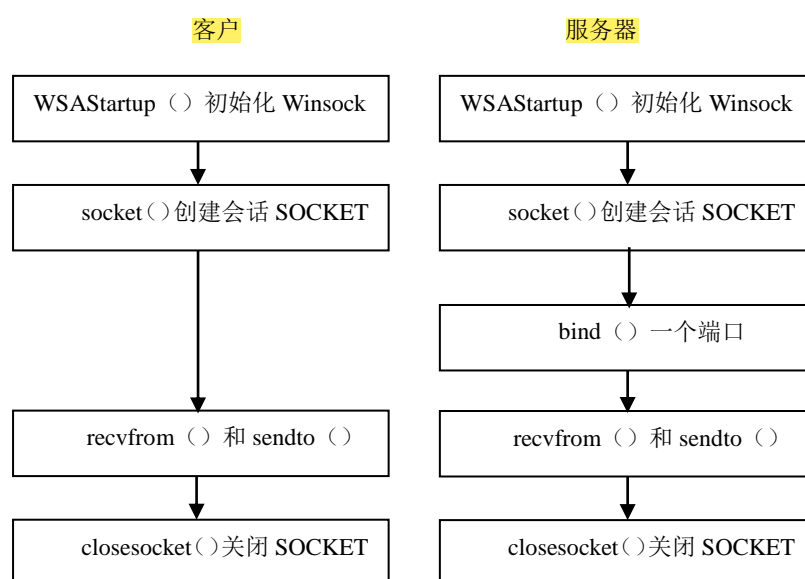 客户
服务器
WSAStartup（）初始化 Winsock
WSAStartup（）初始化 Winsock
socket（）创建会话 SOCKET
socket（）创建会话 SOCKET
bind（）一个端口
recvfrom（）和 sendto（）
recvfrom（）和 sendto（）
closesocket（）关闭 SOCKET
closesocket（）关闭 SOCKET